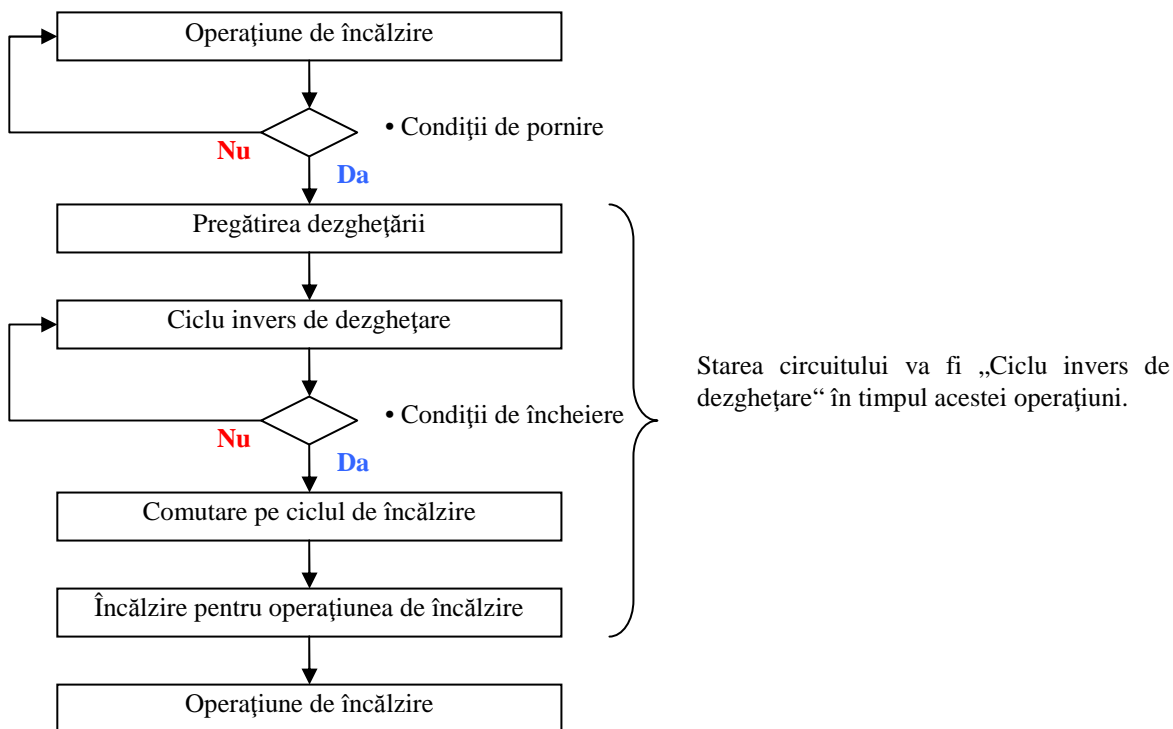 Operaţiune de încălzire
• Condiţii de pornire
Nu
Da
Pregătirea dezgheţării
Ciclu invers de dezgheţare
Starea circuitului va fi „Ciclu invers de
dezgheţare“ în timpul acestei operaţiuni.
• Condiţii de încheiere
Nu
Da
Comutare pe ciclul de încălzire
Încălzire pentru operaţiunea de încălzire
Operaţiune de încălzire